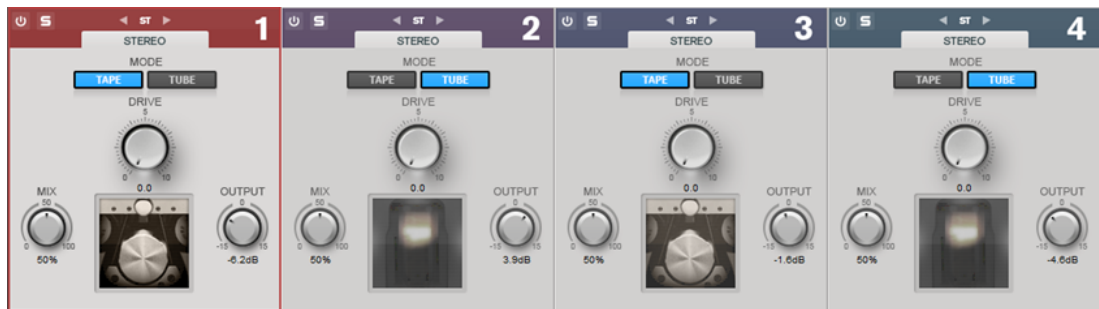 S ST 1
STEREO
MODE
TAPE TUBE
DRIVE
5
0 10
0.0
MIX OUTPUT
50 0
0 100 -15 15
50% -6.2dB
S ST 2
STEREO
MODE
TAPE TUBE
DRIVE
5
0 10
0.0
MIX OUTPUT
50 0
0 100 -15 15
50% 3.9dB
S ST 3
STEREO
MODE
TAPE TUBE
DRIVE
5
0 10
0.0
MIX OUTPUT
50 0
0 100 -15 15
50% -1.6dB
S ST 4
STEREO
MODE
TAPE TUBE
DRIVE
5
0 10
0.0
MIX OUTPUT
50 0
0 100 -15 15
50% -4.6dB